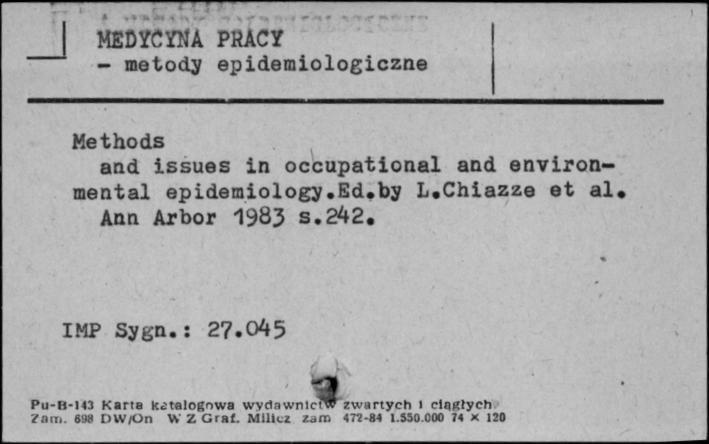 MEDYCYNA PRACY
- metody epidemiologiczne
Methods
and issues in occupational and environ-
mental epidemiology.Ed.by L.Chiazze et al.
Ann Arbor 1983 s.242.
IMP Sygn.: 27.045
Pu-B-143 Karta katalogowa wydawnictw zwartych i ciągłych
Zam. 698 DW/On W Z Graf. Milicz zam 472-84 1.550.000 74 × 120